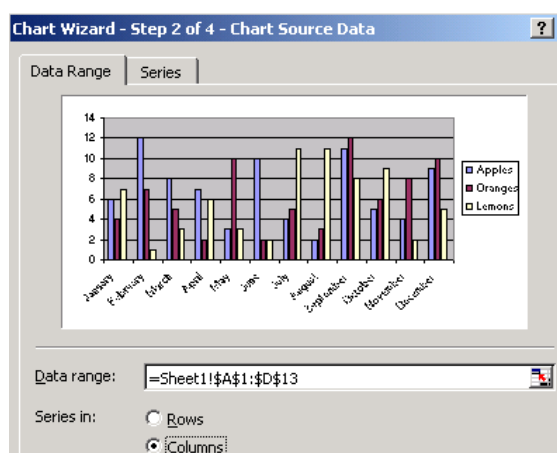 Chart Wizard - Step 2 of 4 - Chart Source Data ?
Data Range Series
14
12
10
8
6
4
2
0
Apples
Oranges
Lemons
January February March April May June July August September October November December
Data range: =Sheet1!$A$1:$D$13
Series in: Rows
Columns